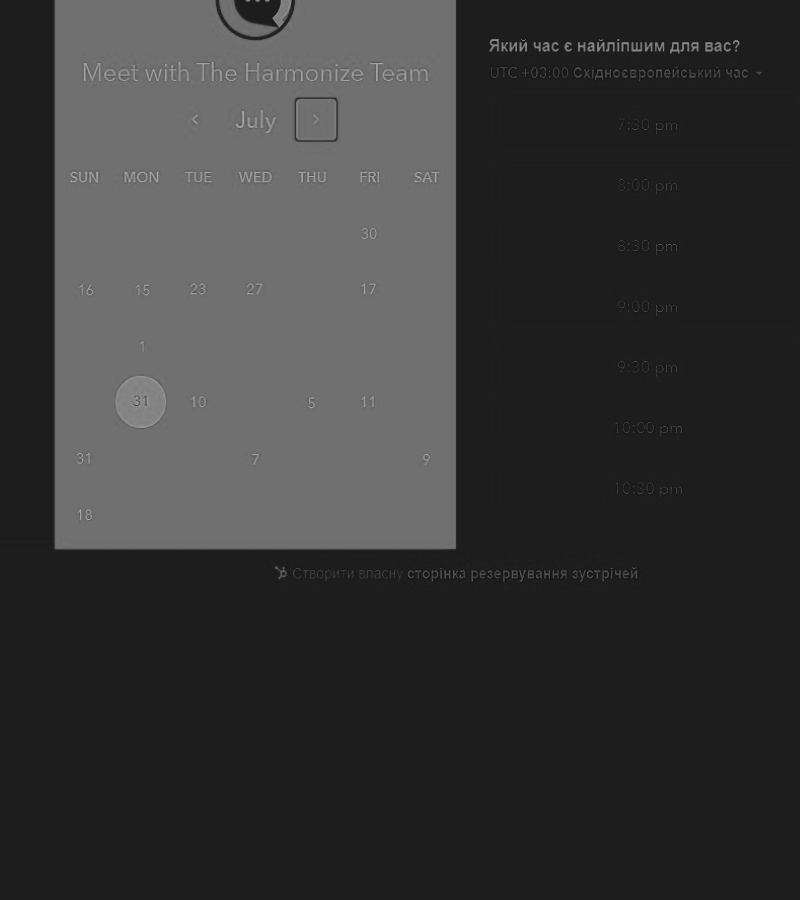 Meet with The Harmonize Team
July
SUN MON TUE WED THU FRI SAT
30
16 15 23 27 17
1
31 10 5 11
31 7 9
18
Який час є найліпшим для вас?
UTC +03:00 Східноєвропейський час
7:30 pm
8:00 pm
8:30 pm
9:00 pm
9:30 pm
10:00 pm
10:30 pm
Створити власну сторінка резервування зустрічей